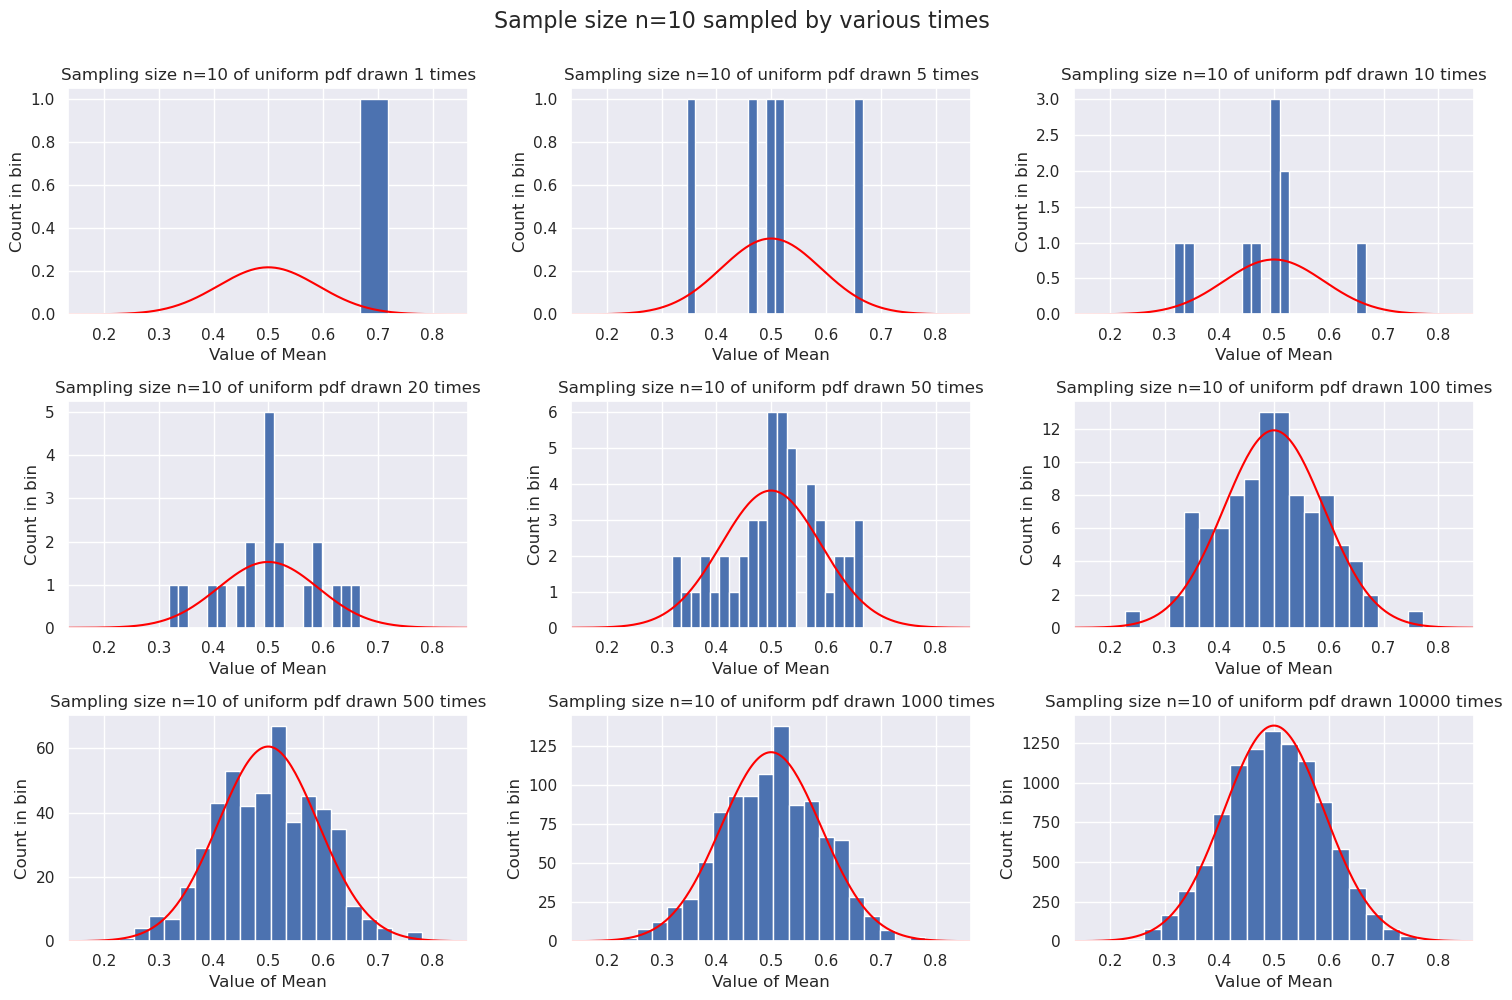 Sample size n=10 sampled by various times
Sampling size n=10 of uniform pdf drawn 1 times
1.0
0.8
0.6
0.4
0.2
0.0
Count in bin
0.2 0.3 0.4 0.5 0.6 0.7 0.8
Value of Mean
Sampling size n=10 of uniform pdf drawn 5 times
1.0
0.8
0.6
0.4
0.2
0.0
Count in bin
0.2 0.3 0.4 0.5 0.6 0.7 0.8
Value of Mean
Sampling size n=10 of uniform pdf drawn 10 times
3.0
2.5
2.0
1.5
1.0
0.5
0.0
Count in bin
0.2 0.3 0.4 0.5 0.6 0.7 0.8
Value of Mean
Sampling size n=10 of uniform pdf drawn 20 times
5
4
3
2
1
0
Count in bin
0.2 0.3 0.4 0.5 0.6 0.7 0.8
Value of Mean
Sampling size n=10 of uniform pdf drawn 50 times
6
5
4
3
2
1
0
Count in bin
0.2 0.3 0.4 0.5 0.6 0.7 0.8
Value of Mean
Sampling size n=10 of uniform pdf drawn 100 times
12
10
8
6
4
2
0
Count in bin
0.2 0.3 0.4 0.5 0.6 0.7 0.8
Value of Mean
Sampling size n=10 of uniform pdf drawn 500 times
60
40
20
0
Count in bin
0.2 0.3 0.4 0.5 0.6 0.7 0.8
Value of Mean
Sampling size n=10 of uniform pdf drawn 1000 times
125
100
75
50
25
0
Count in bin
0.2 0.3 0.4 0.5 0.6 0.7 0.8
Value of Mean
Sampling size n=10 of uniform pdf drawn 10000 times
1250
1000
750
500
250
0
Count in bin
0.2 0.3 0.4 0.5 0.6 0.7 0.8
Value of Mean